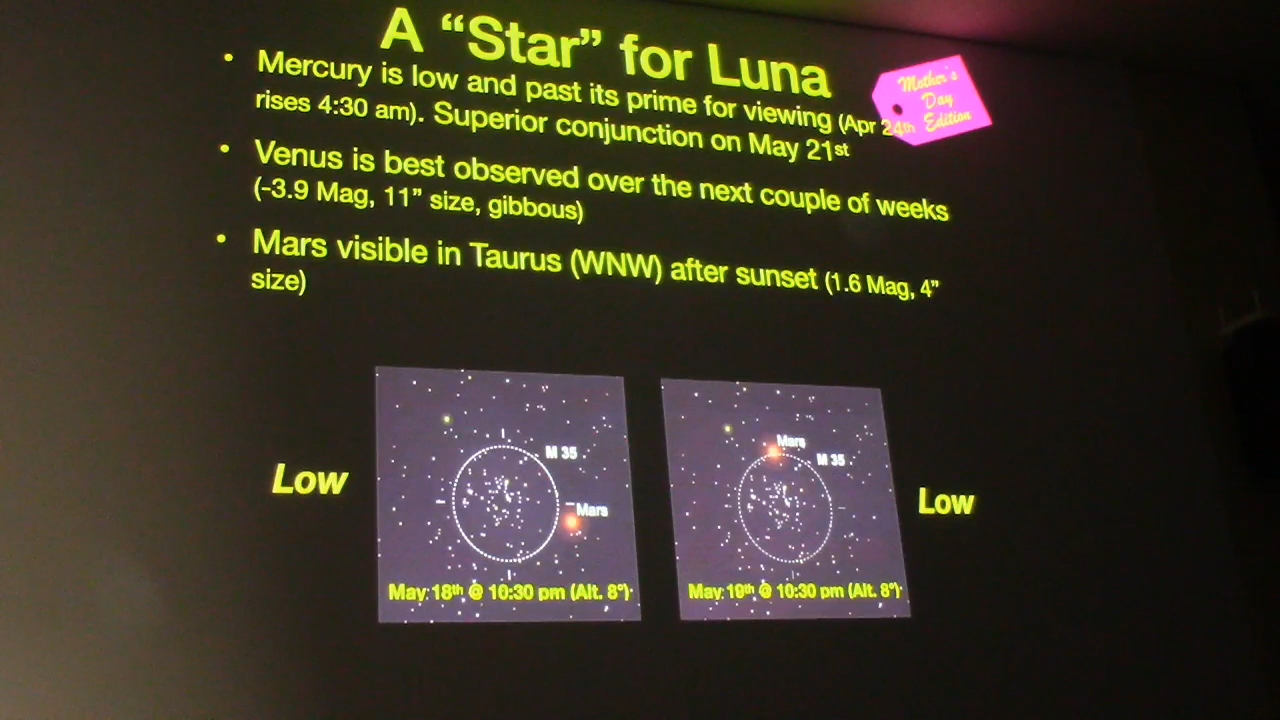 A “Star” for Luna
Mother's
Day
Edition
• Mercury is low and past its prime for viewing (Apr 24th
rises 4:30 am). Superior conjunction on May 21st
• Venus is best observed over the next couple of weeks
(-3.9 Mag, 11” size, gibbous)
• Mars visible in Taurus (WNW) after sunset (1.6 Mag, 4”
size)
Low
M 35
Mars
May 18th @ 10:30 pm (Alt. 8°)
Mars
M 35
May 19th @ 10:30 pm (Alt. 8°)
Low